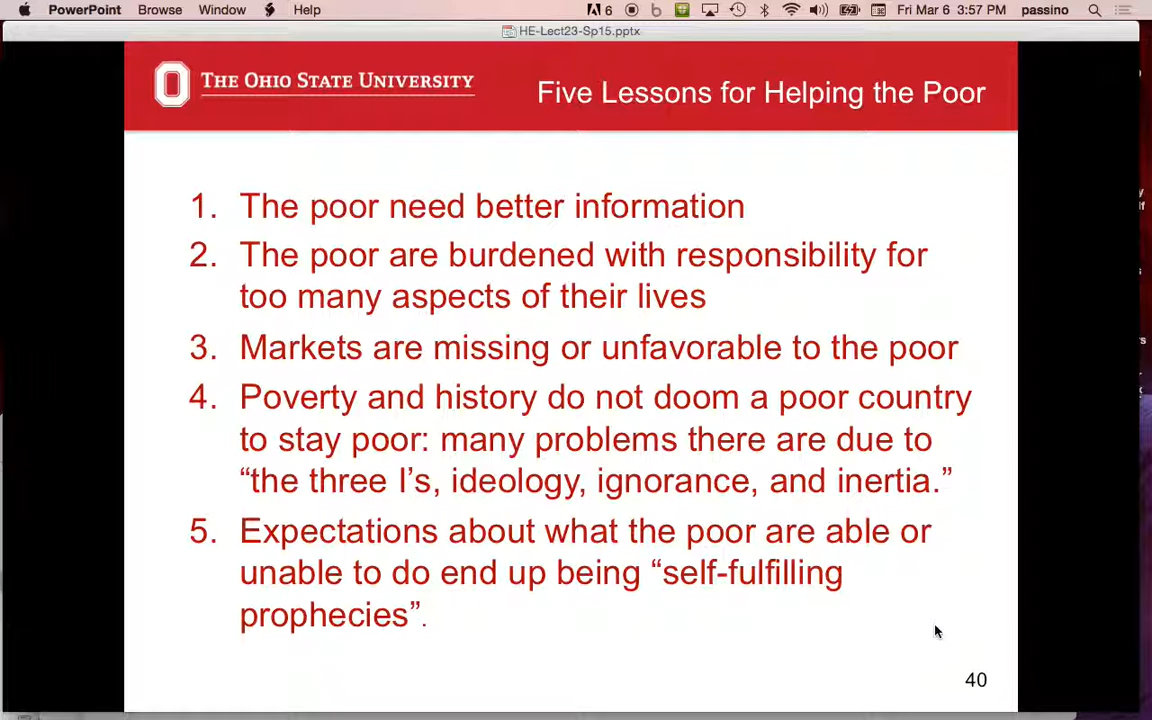 PowerPoint Browse Window Help 6 Fri Mar 6 3:57 PM passino
HE-Lect23-Sp15.pptx
THE OHIO STATE UNIVERSITY
Five Lessons for Helping the Poor
1. The poor need better information
2. The poor are burdened with responsibility for
too many aspects of their lives
3. Markets are missing or unfavorable to the poor
4. Poverty and history do not doom a poor country
to stay poor: many problems there are due to
“the three I’s, ideology, ignorance, and inertia.”
5. Expectations about what the poor are able or
unable to do end up being “self-fulfilling
prophecies”.
40